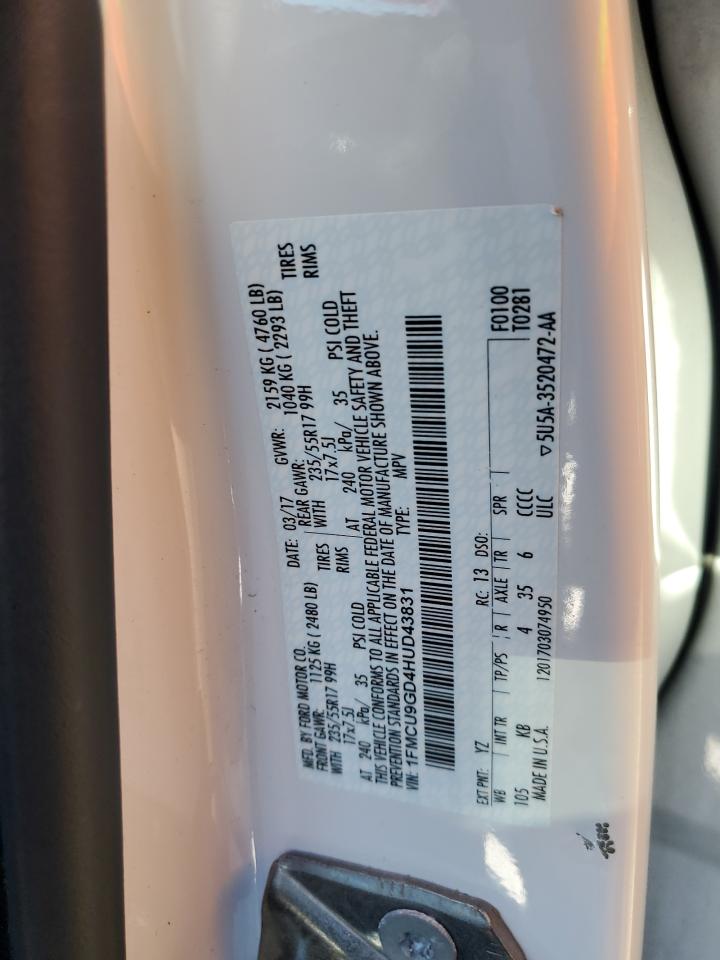 MFD. BY FORD MOTOR CO.
DATE: 03/17 GVWR: 2159 KG ( 4760 LB)
FRONT GAWR: 1125 KG ( 2480 LB)
REAR GAWR: 1040 KG ( 2293 LB)
WITH 235/55R17 99H TIRES
WITH 235/55R17 99H TIRES
17x7.5J RIMS
17x7.5J RIMS
AT 240 kPa/ 35 PSI COLD
AT 240 kPa/ 35 PSI COLD
THIS VEHICLE CONFORMS TO ALL APPLICABLE FEDERAL MOTOR VEHICLE SAFETY AND THEFT
PREVENTION STANDARDS IN EFFECT ON THE DATE OF MANUFACTURE SHOWN ABOVE.
VIN: 1FMCU9GD4HUD43831 TYPE: MPV
EXT PNT: YZ RC: 13 DSO: F0100
WB INT TR TP/PS R AXLE TR SPR T0281
105 KB 4 35 6 CCCC
MADE IN U.S.A. 1201703074950 ULC ▽5U5A-3520472-AA